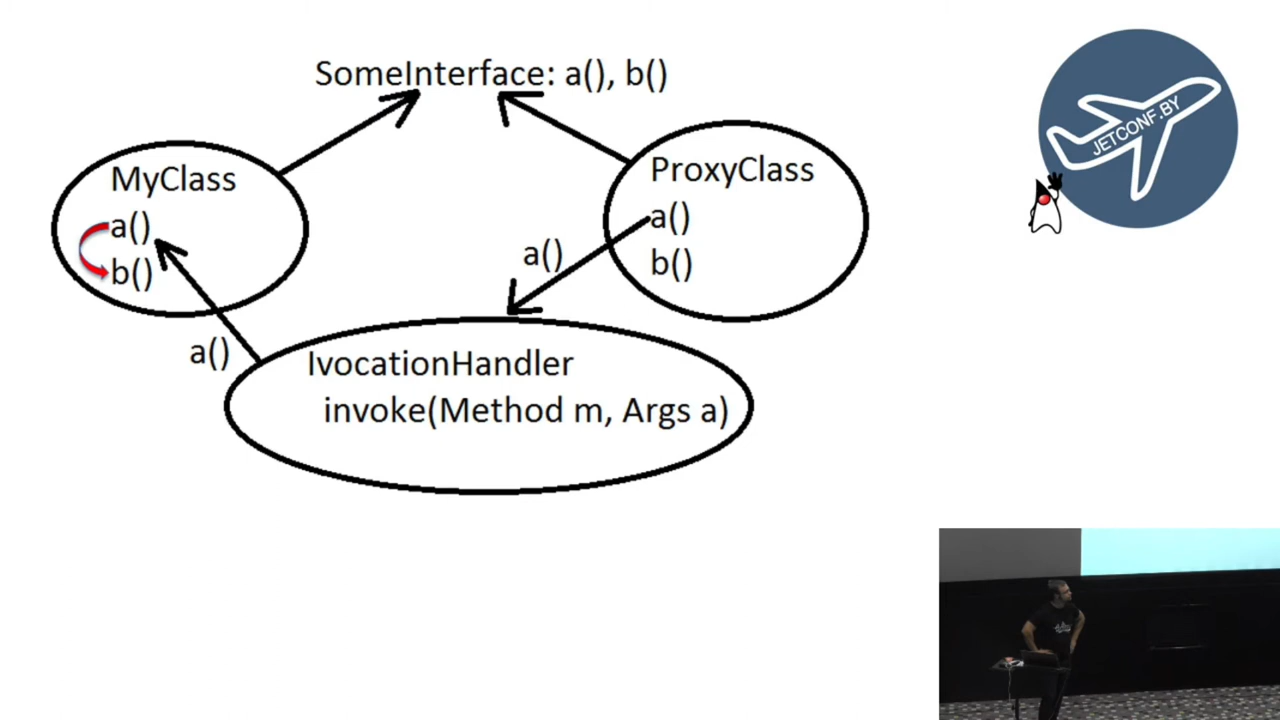 SomeInterface: a(), b()
JETCONF.BY
MyClass
a()
b()
ProxyClass
a()
b()
a()
a()
IvocationHandler
invoke(Method m, Args a)